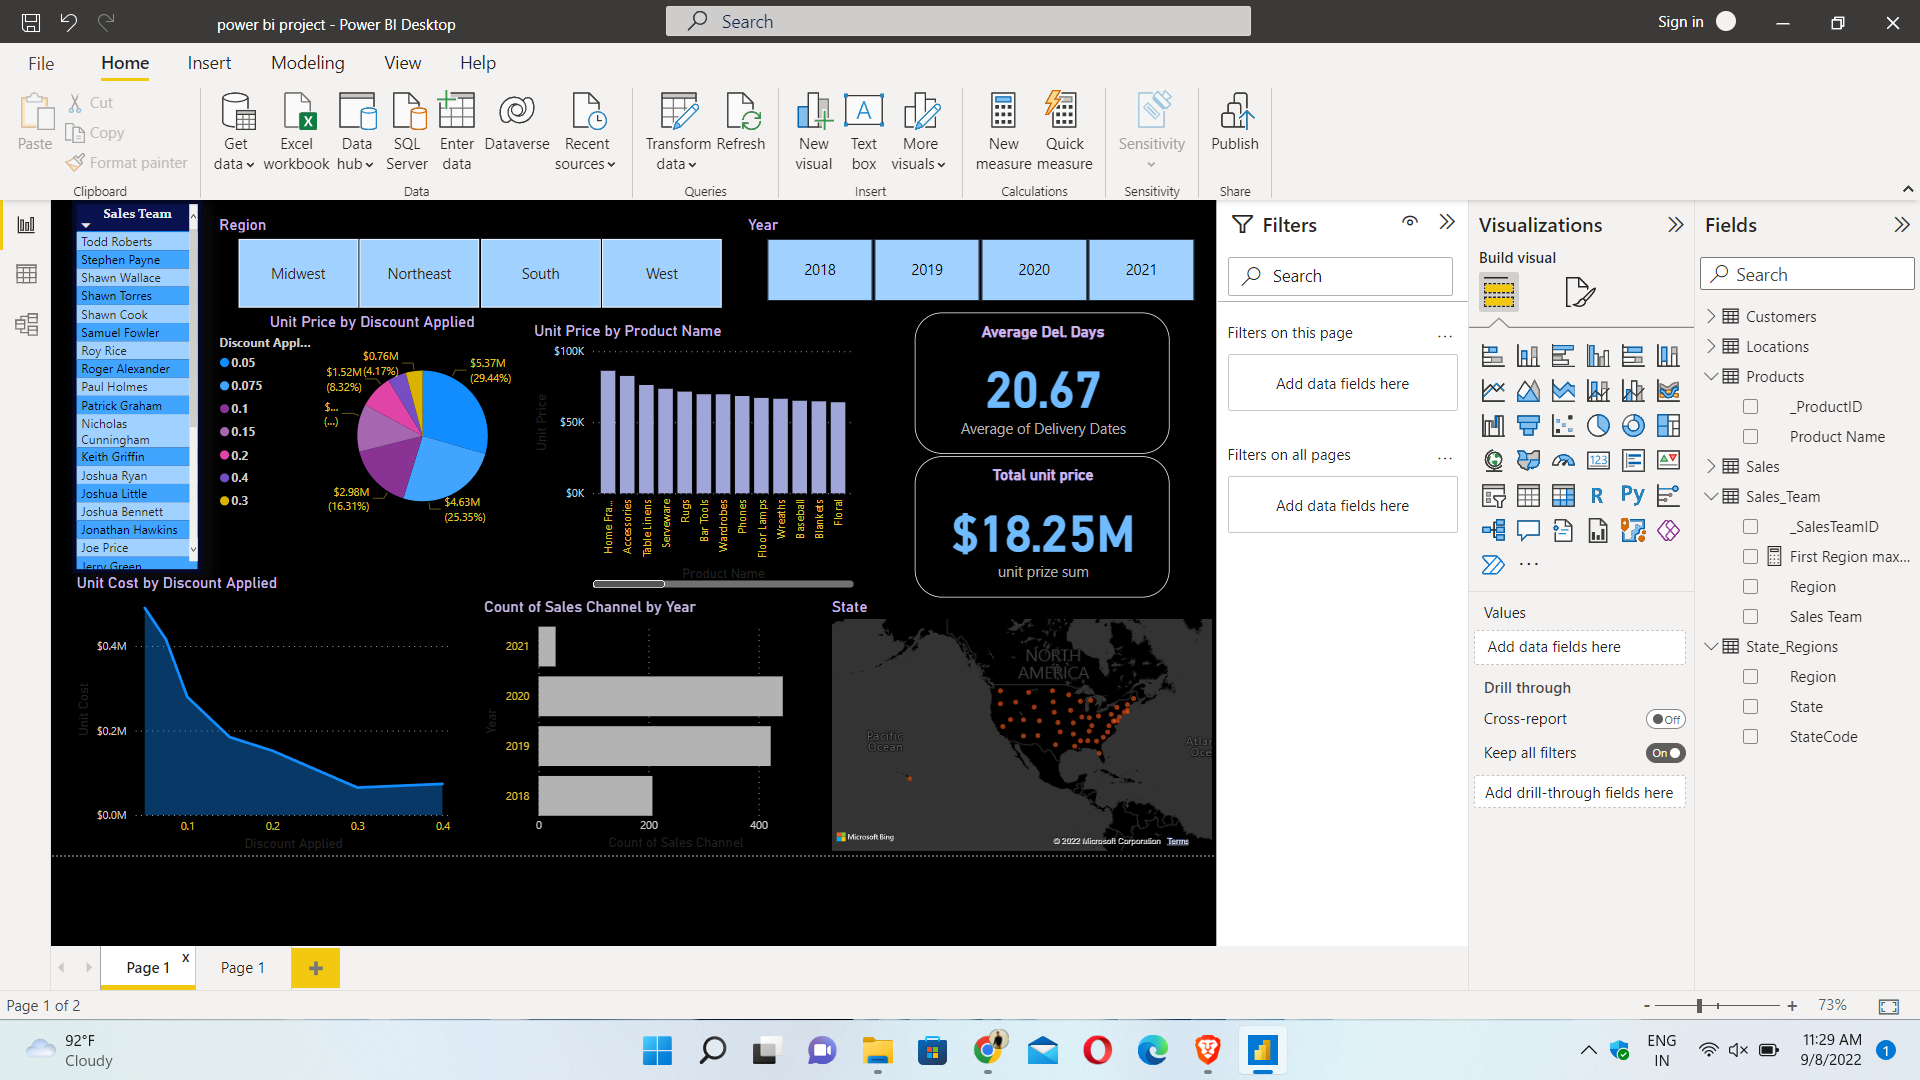 power bi project - Power BI Desktop
Search
Sign in
File
Home
Insert
Modeling
View
Help
Paste
Cut
Copy
Format painter
Clipboard
Get data
Excel workbook
Data hub
SQL Server
Enter data
Dataverse
Recent sources
Data
Transform data
Refresh
Queries
New visual
Text box
More visuals
Insert
New measure
Quick measure
Calculations
Sensitivity
Sensitivity
Publish
Share
Sales Team
Todd Roberts
Stephen Payne
Shawn Wallace
Shawn Torres
Shawn Cook
Samuel Fowler
Roy Rice
Roger Alexander
Paul Holmes
Patrick Graham
Nicholas
Cunningham
Keith Griffin
Joshua Ryan
Joshua Little
Joshua Bennett
Jonathan Hawkins
Joe Price
Jerry Green
Region
Midwest
Northeast
South
West
Year
2018
2019
2020
2021
Unit Price by Discount Applied
Discount Appl...
0.05
0.075
0.1
0.15
0.2
0.4
0.3
$0.76M
(4.17%)
$1.52M
(8.32%)
$...
(...)
$2.98M
(16.31%)
$4.63M
(25.35%)
$5.37M
(29.44%)
Unit Price by Product Name
$100K
$50K
$0K
Unit Price
Home Fra...
Accessories
Table Linens
Serveware
Rugs
Bar Tools
Wardrobes
Phones
Floor Lamps
Wreaths
Baseball
Blankets
Floral
Product Name
Average Del. Days
20.67
Average of Delivery Dates
Total unit price
$18.25M
unit prize sum
Unit Cost by Discount Applied
$0.4M
$0.2M
$0.0M
Unit Cost
0.1
0.2
0.3
0.4
Discount Applied
Count of Sales Channel by Year
2021
2020
2019
2018
Year
0
200
400
Count of Sales Channel
State
NORTH
AMERICA
Pacific
Ocean
Atlan
Oce
Microsoft Bing
© 2022 Microsoft Corporation Terms
Filters
Search
Filters on this page
...
Add data fields here
Filters on all pages
...
Add data fields here
Visualizations
Build visual
123
R
Py
...
Values
Add data fields here
Drill through
Cross-report
Off
Keep all filters
On
Add drill-through fields here
Fields
Search
Customers
Locations
Products
_ProductID
Product Name
Sales
Sales_Team
_SalesTeamID
First Region max...
Region
Sales Team
State_Regions
Region
State
StateCode
Page 1
x
Page 1
+
Page 1 of 2
- + 73%
92°F
Cloudy
ENG
IN
11:29 AM
9/8/2022
1